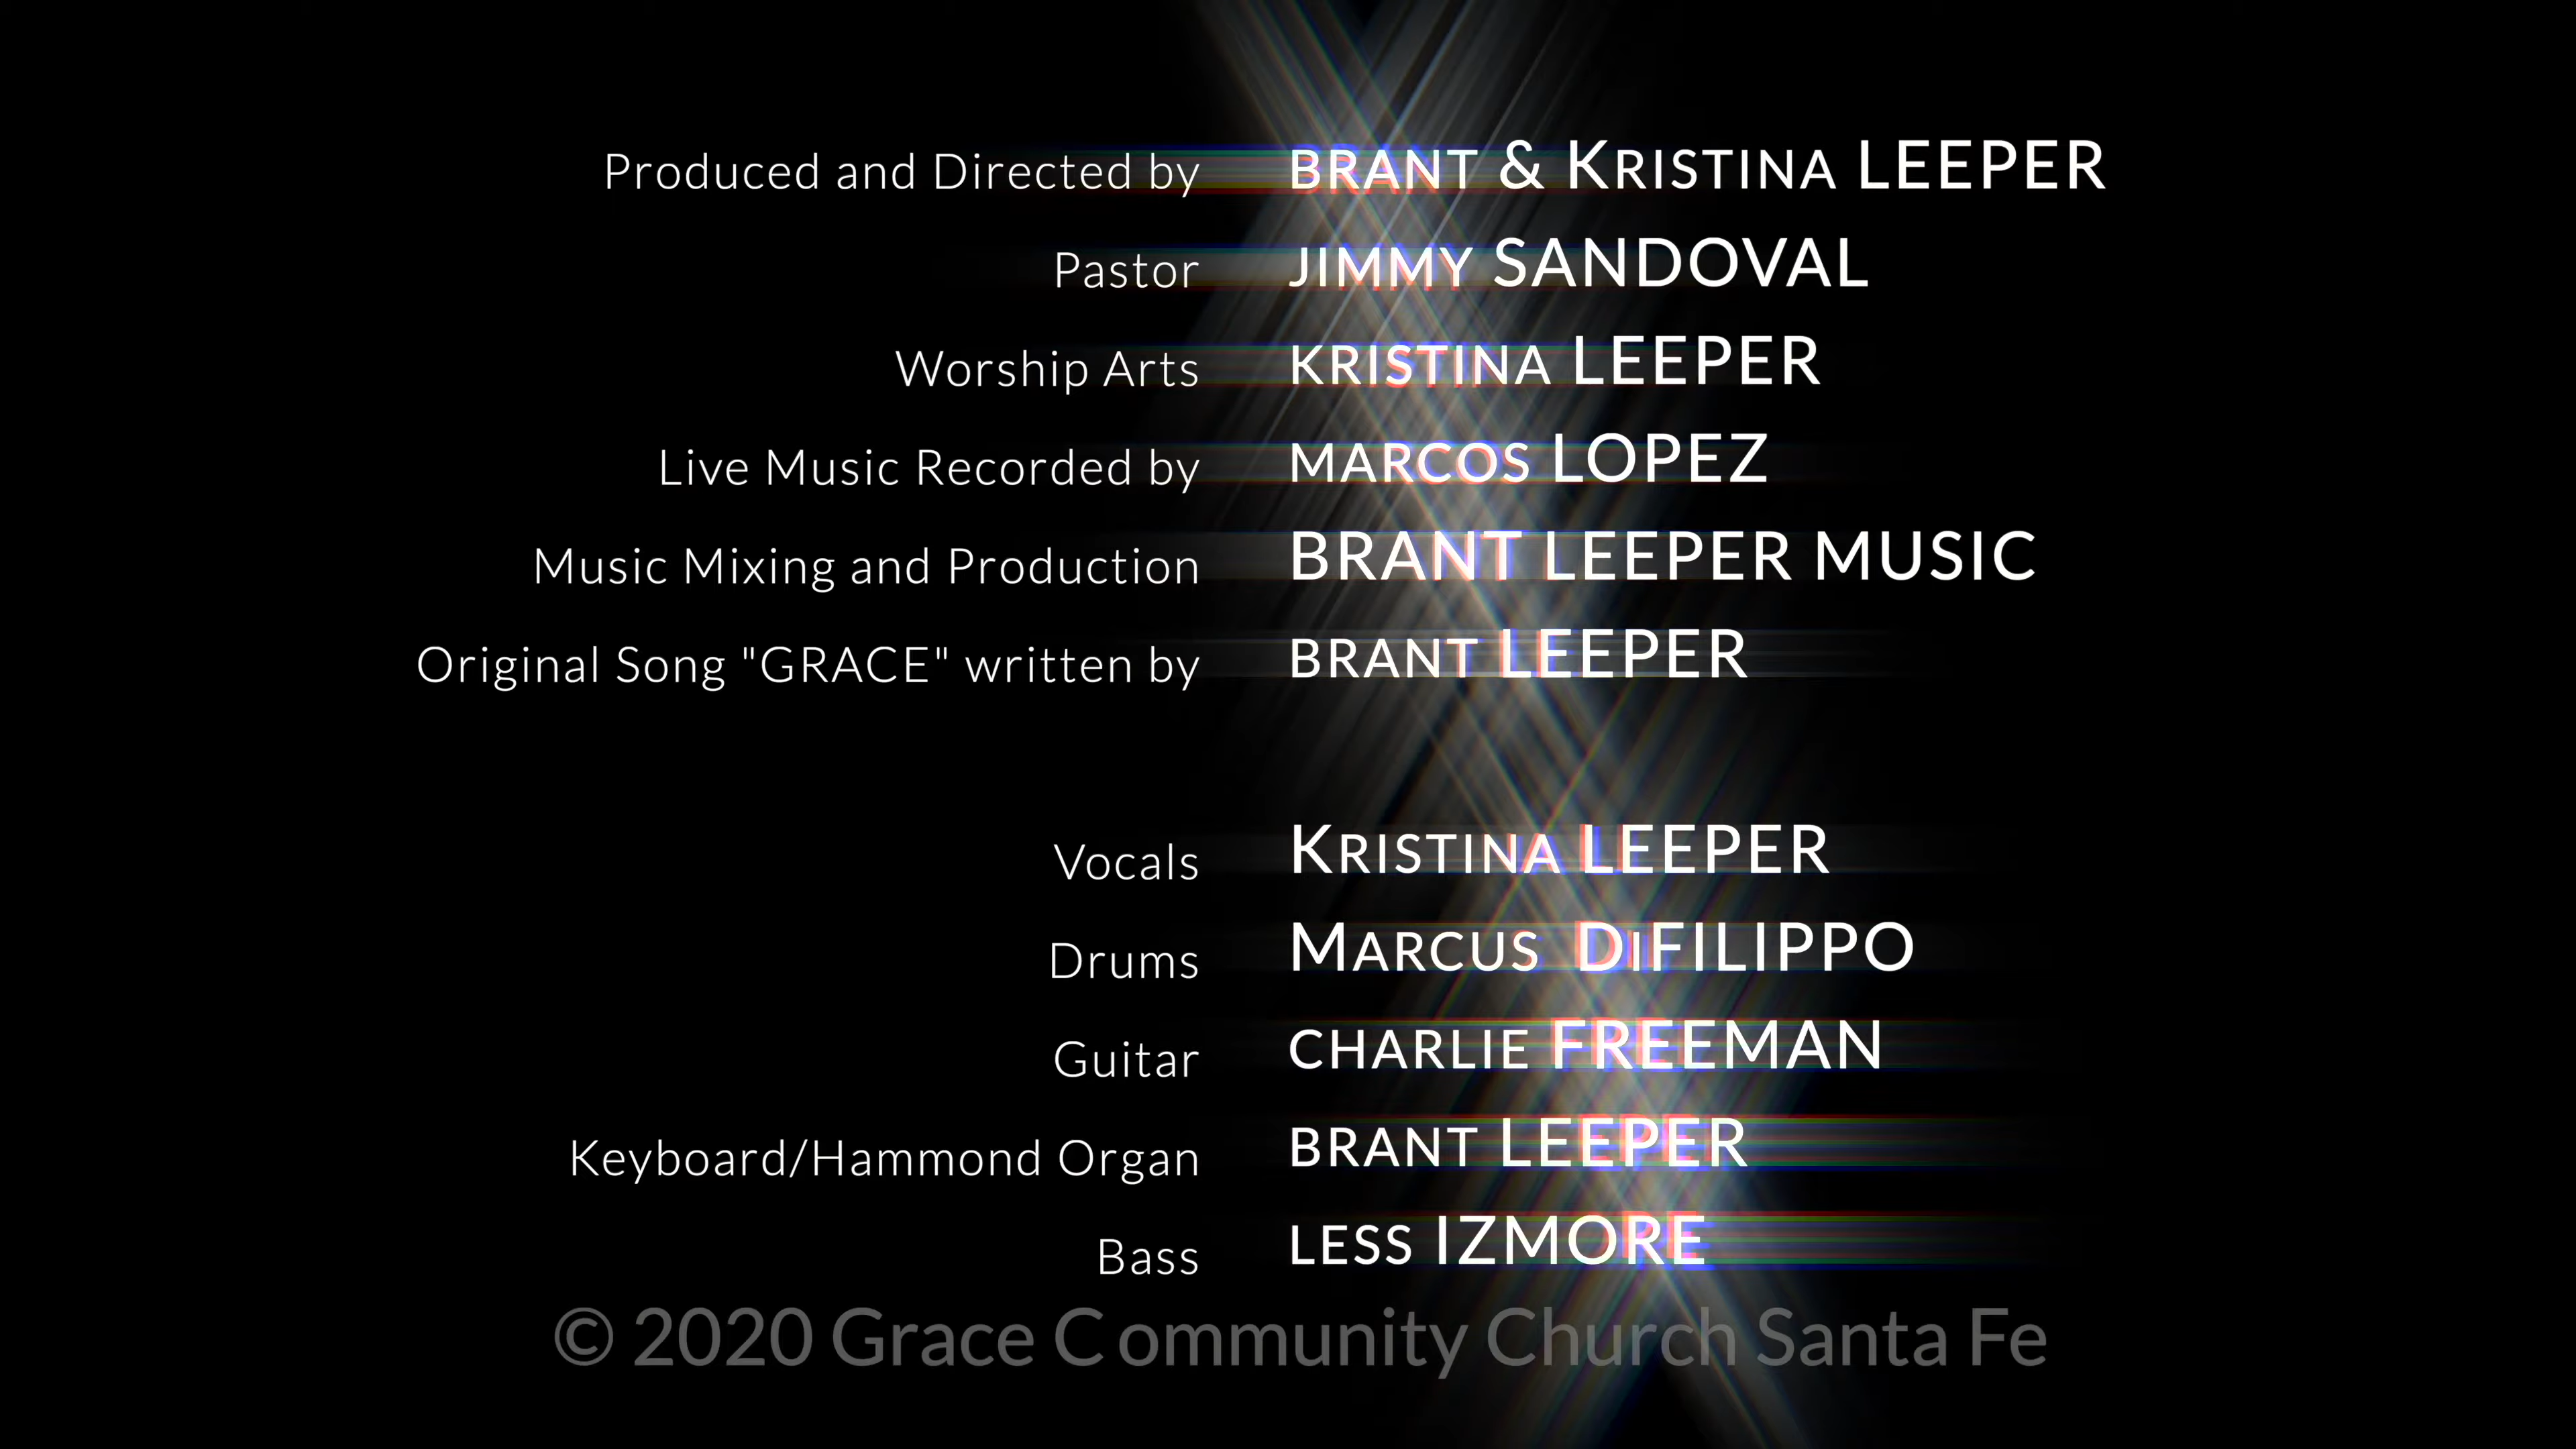 Produced and Directed by BRANT & KRISTINA LEEPER
Pastor JIMMY SANDOVAL
Worship Arts KRISTINA LEEPER
Live Music Recorded by MARCOS LOPEZ
Music Mixing and Production BRANT LEEPER MUSIC
Original Song "GRACE" written by BRANT LEEPER
Vocals KRISTINA LEEPER
Drums MARCUS DiFILIPPO
Guitar CHARLIE FREEMAN
Keyboard/Hammond Organ BRANT LEEPER
Bass LESS IZMORE
© 2020 Grace Community Church Santa Fe